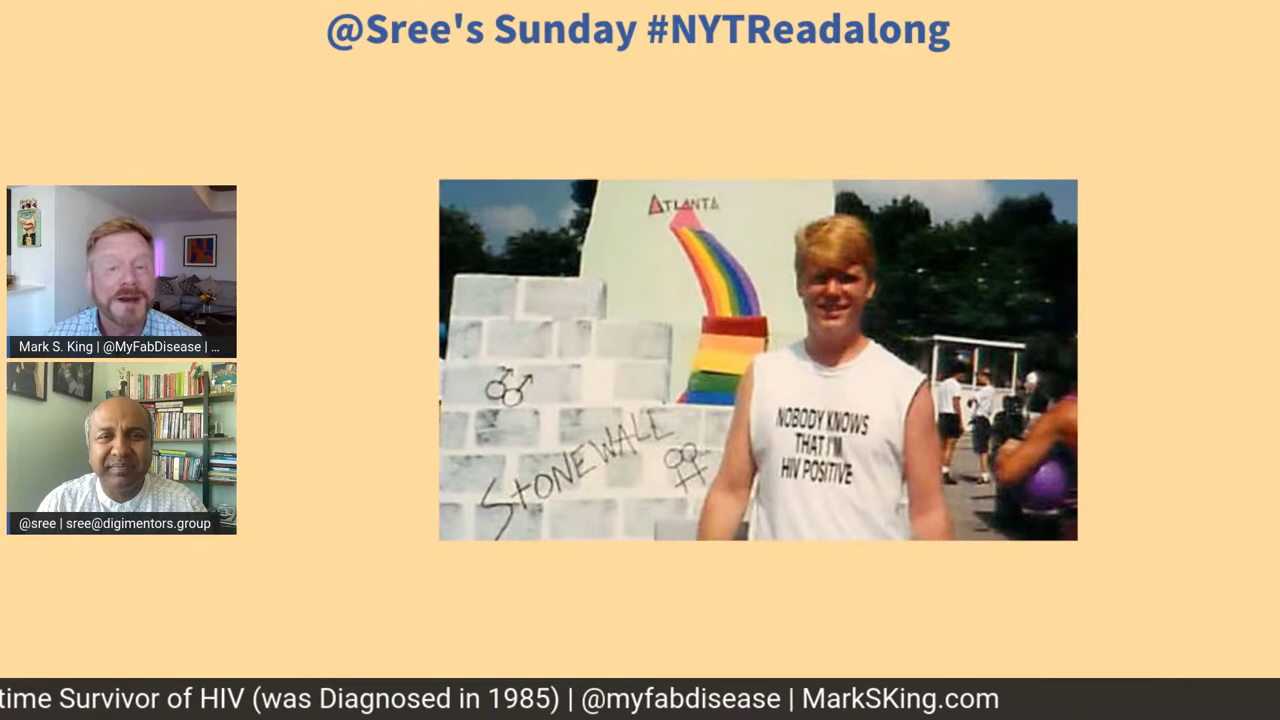 @Sree's Sunday #NYTReadalong
Mark S. King | @MyFabDisease | ...
@sree | sree@digimentors.group
ATLANTA
STONEWALL
NOBODY KNOWS
THAT I'M
HIV POSITIVE
time Survivor of HIV (was Diagnosed in 1985) | @myfabdisease | MarkSKing.com